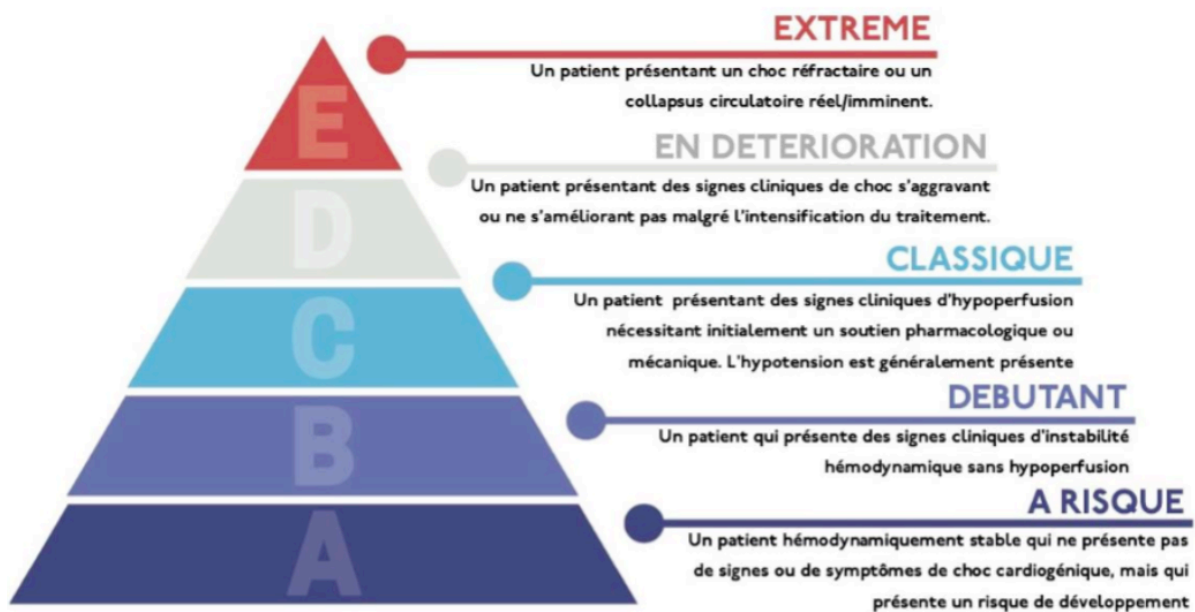 EXTREME
Un patient présentant un choc réfractaire ou un
collapsus circulatoire réel/imminent.
E
EN DETERIORATION
Un patient présentant des signes cliniques de choc s'aggravant
ou ne s'améliorant pas malgré l'intensification du traitement.
D
CLASSIQUE
Un patient présentant des signes cliniques d'hypoperfusion
nécessitant initialement un soutien pharmacologique ou
mécanique. L'hypotension est généralement présente
C
DEBUTANT
Un patient qui présente des signes cliniques d'instabilité
hémodynamique sans hypoperfusion
B
A RISQUE
Un patient hémodynamiquement stable qui ne présente pas
de signes ou de symptômes de choc cardiogénique, mais qui
présente un risque de développement
A